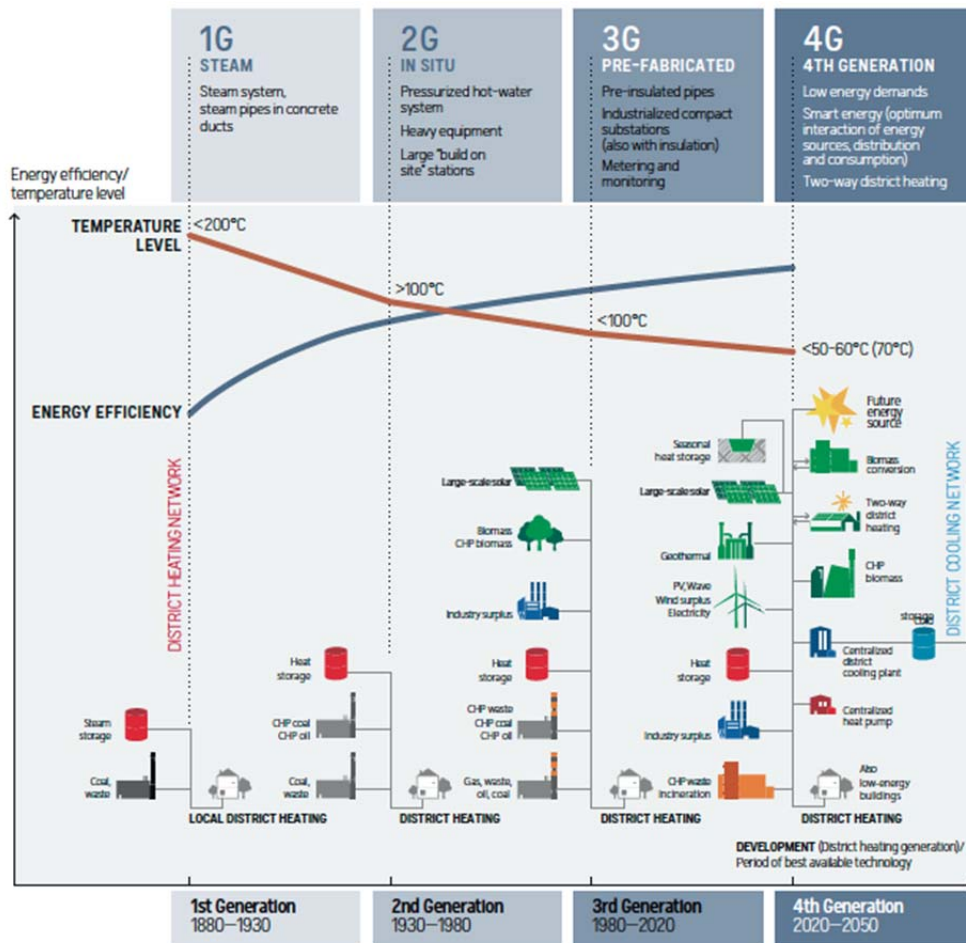 1G
STEAM
Steam system,
steam pipes in concrete
ducts
2G
IN SITU
Pressurized hot-water
system
Heavy equipment
Large "build on
site" stations
3G
PRE-FABRICATED
Pre-insulated pipes
Industrialized compact
substations
(also with insulation)
Metering and
monitoring
4G
4TH GENERATION
Low energy demands
Smart energy (optimum
interaction of energy
sources, distribution
and consumption)
Two-way district heating
Energy efficiency/
temperature level
TEMPERATURE
LEVEL
<200°C
>100°C
<100°C
<50-60°C (70°C)
ENERGY EFFICIENCY
DISTRICT HEATING NETWORK
Steam
storage
Coal,
waste
LOCAL DISTRICT HEATING
Heat
storage
CHP coal
CHP oil
Coal,
waste
DISTRICT HEATING
Large-scale solar
Biomass
CHP biomass
Industry surplus
Heat
storage
CHP waste
CHP coal
CHP oil
Gas, waste,
oil, coal
DISTRICT HEATING
Seasonal
heat storage
Large-scale solar
Geothermal
PV, Wave
Wind surplus
Electricity
Heat
storage
Industry surplus
CHP waste
incineration
Future
energy
source
Biomass
conversion
Two-way
district
heating
CHP
biomass
storage
Cold
Centralized
district
cooling plant
Centralized
heat pump
Also
low-energy
buildings
DISTRICT HEATING
DISTRICT COOLING NETWORK
DEVELOPMENT (District heating generation)/
Period of best available technology
1st Generation
1880–1930
2nd Generation
1930–1980
3rd Generation
1980–2020
4th Generation
2020–2050